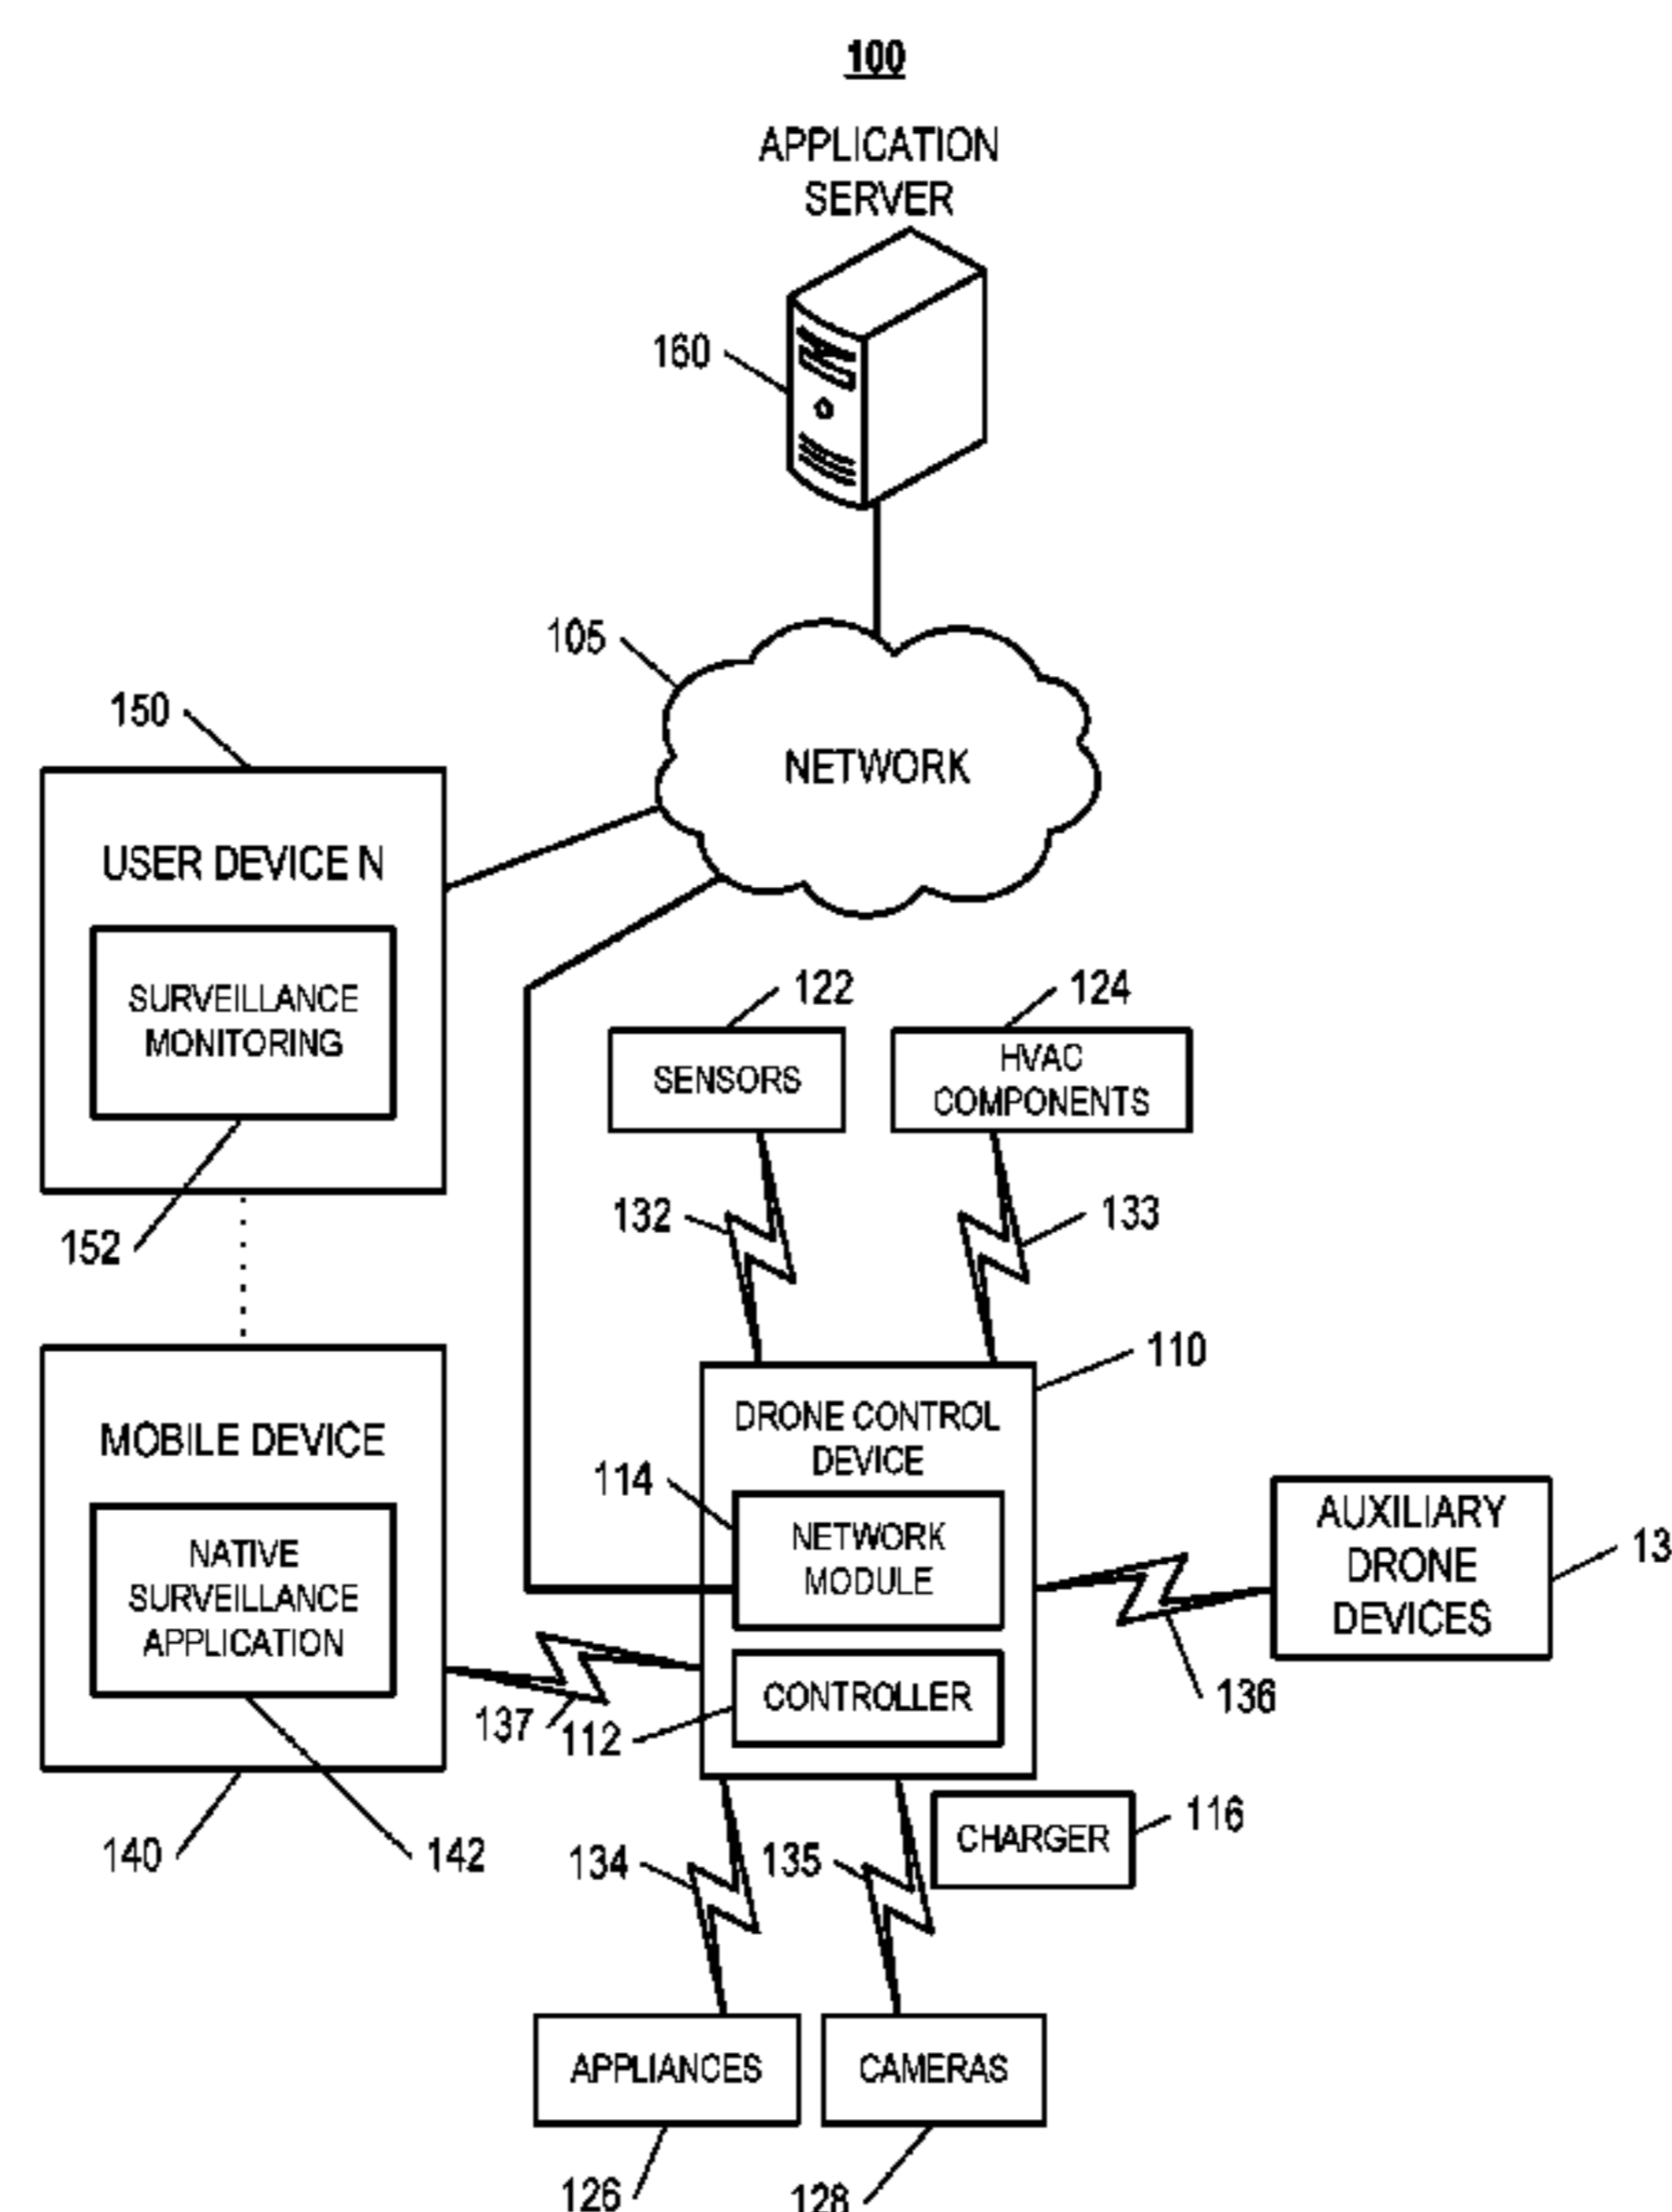 100
APPLICATION
SERVER
160
105
NETWORK
150
USER DEVICE N
SURVEILLANCE
MONITORING
152
122
SENSORS
124
HVAC
COMPONENTS
132
133
110
MOBILE DEVICE
NATIVE
SURVEILLANCE
APPLICATION
140
142
137
DRONE CONTROL
DEVICE
114
NETWORK
MODULE
CONTROLLER
112
AUXILIARY
DRONE
DEVICES
13
136
CHARGER
116
134
135
APPLIANCES
126
CAMERAS
128